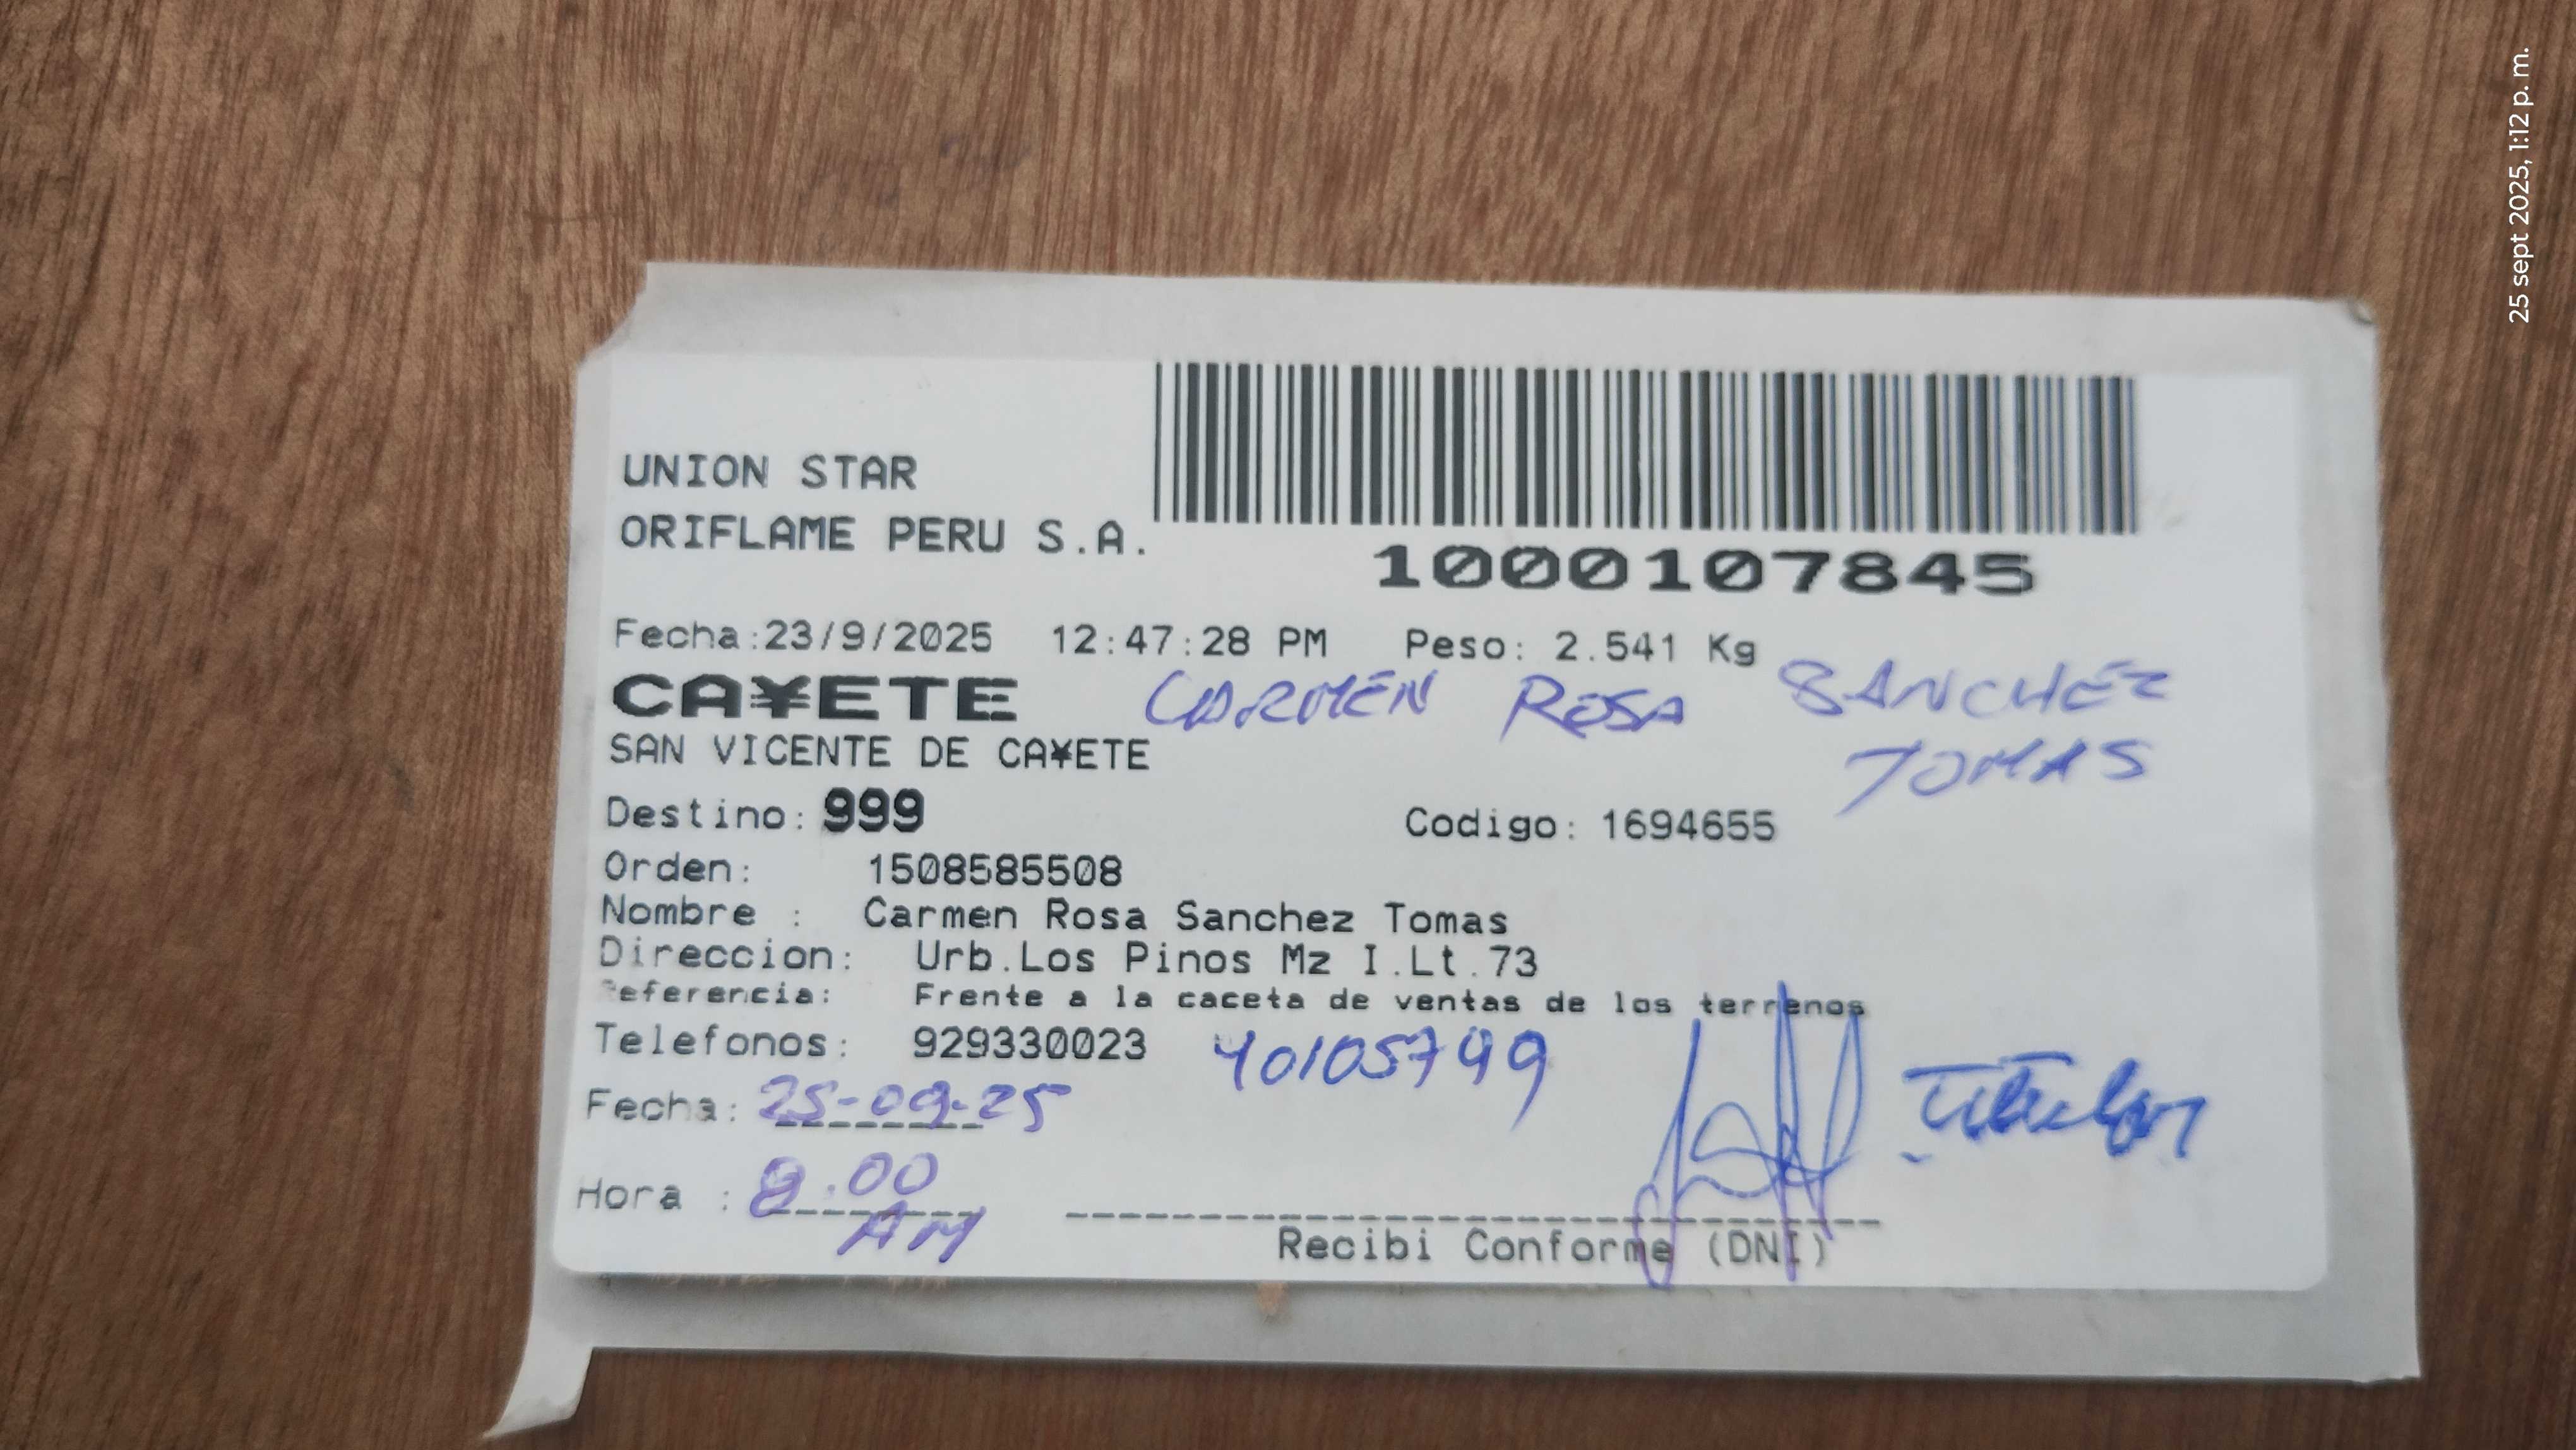 UNION STAR
ORIFLAME PERU S.A.
1000107845
Fecha:23/9/2025 12:47:28 PM Peso: 2.541 Kg
CA¥ETE CARMEN ROSA SANCHEZ
TOMAS
SAN VICENTE DE CA¥ETE
Destino: 999 Codigo: 1694655
Orden: 1508585508
Nombre : Carmen Rosa Sanchez Tomas
Direccion: Urb.Los Pinos Mz I.Lt.73
Referencia: Frente a la caceta de ventas de los terrenos
Telefonos: 929330023 40105799
Titular
Fecha: 25-09-25
Hora : 8.00
AM
Recibi Conforme (DNI)
25 sept 2025, 1:12 p. m.